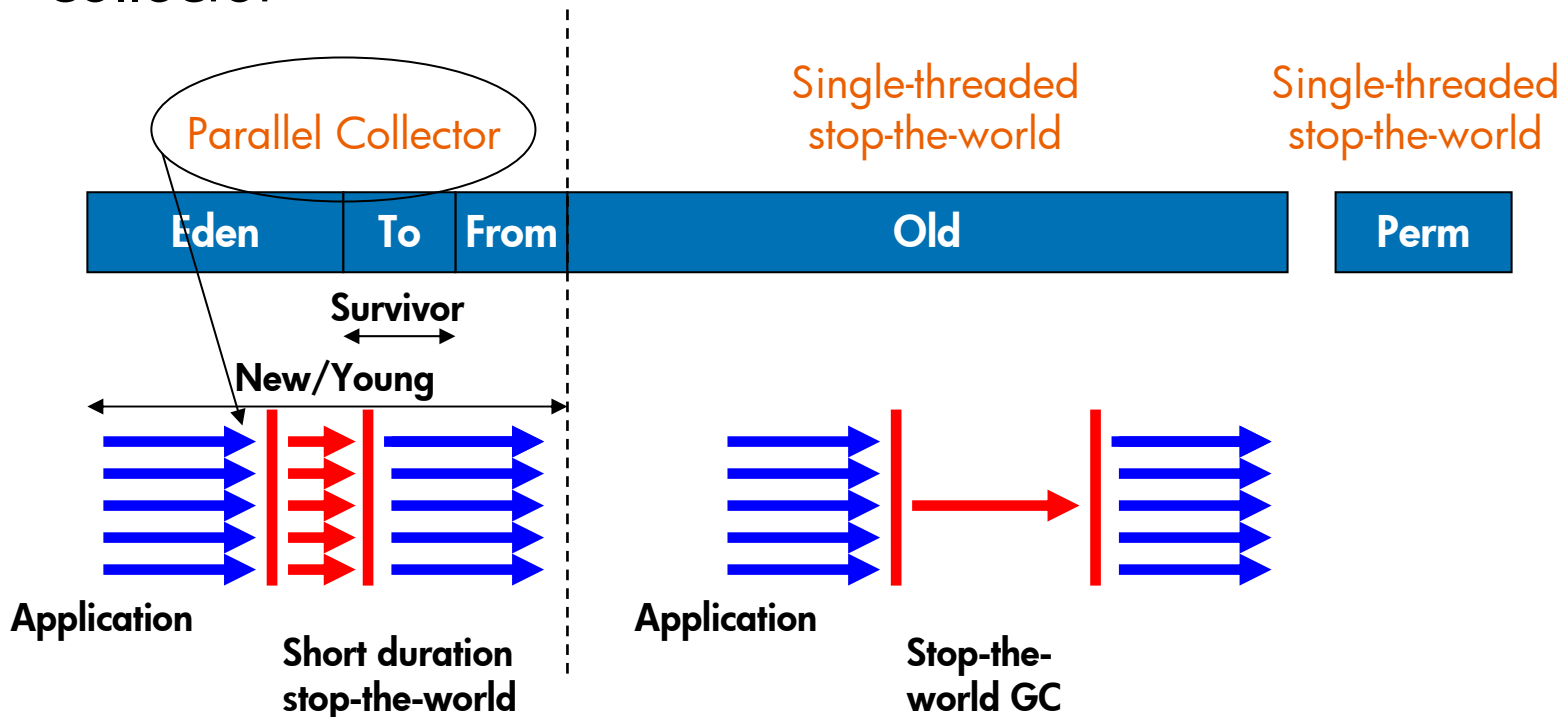 Collector
Parallel Collector
Single-threaded
stop-the-world
Single-threaded
stop-the-world
Eden
To
From
Old
Perm
Survivor
New/Young
Application
Short duration
stop-the-world
Application
Stop-the-
world GC